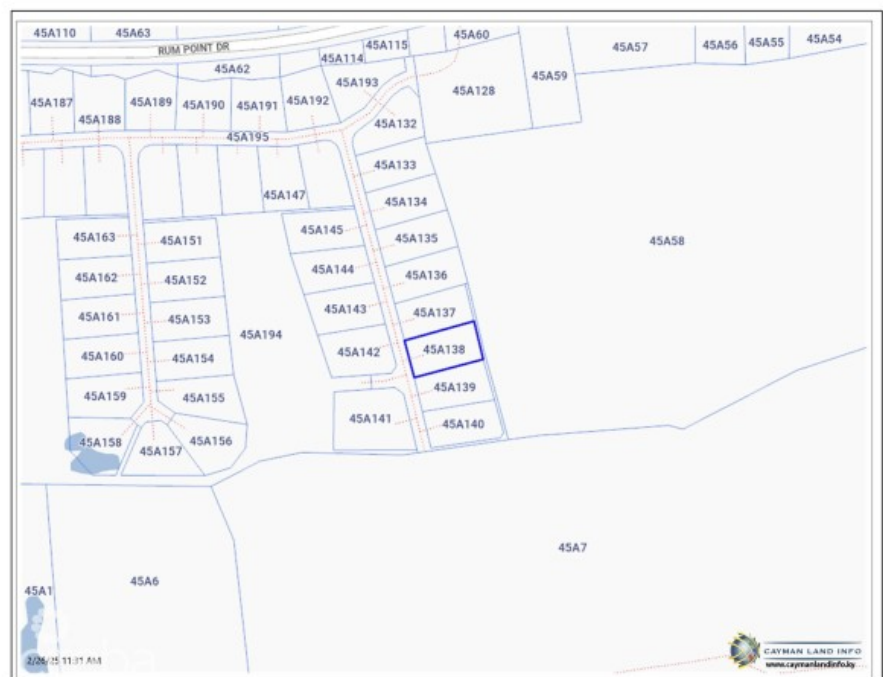 45A110 45A63 45A60
RUM POINT DR
45A115 45A57 45A56 45A55 45A54
45A114
45A62
45A193 45A59
45A187 45A189 45A190 45A191 45A192 45A128
45A188
45A132
45A195
45A133
45A147
45A134
45A163 45A151 45A145 45A135 45A58
45A162 45A152 45A144 45A136
45A161 45A153 45A143 45A137
45A194
45A160 45A154 45A142 45A138
45A159 45A155 45A139
45A141 45A140
45A158 45A157 45A156
45A7
45A6
45A1
CAYMAN LAND INFO
www.caymanlandinfo.ky
2/26/25 11:31 AM